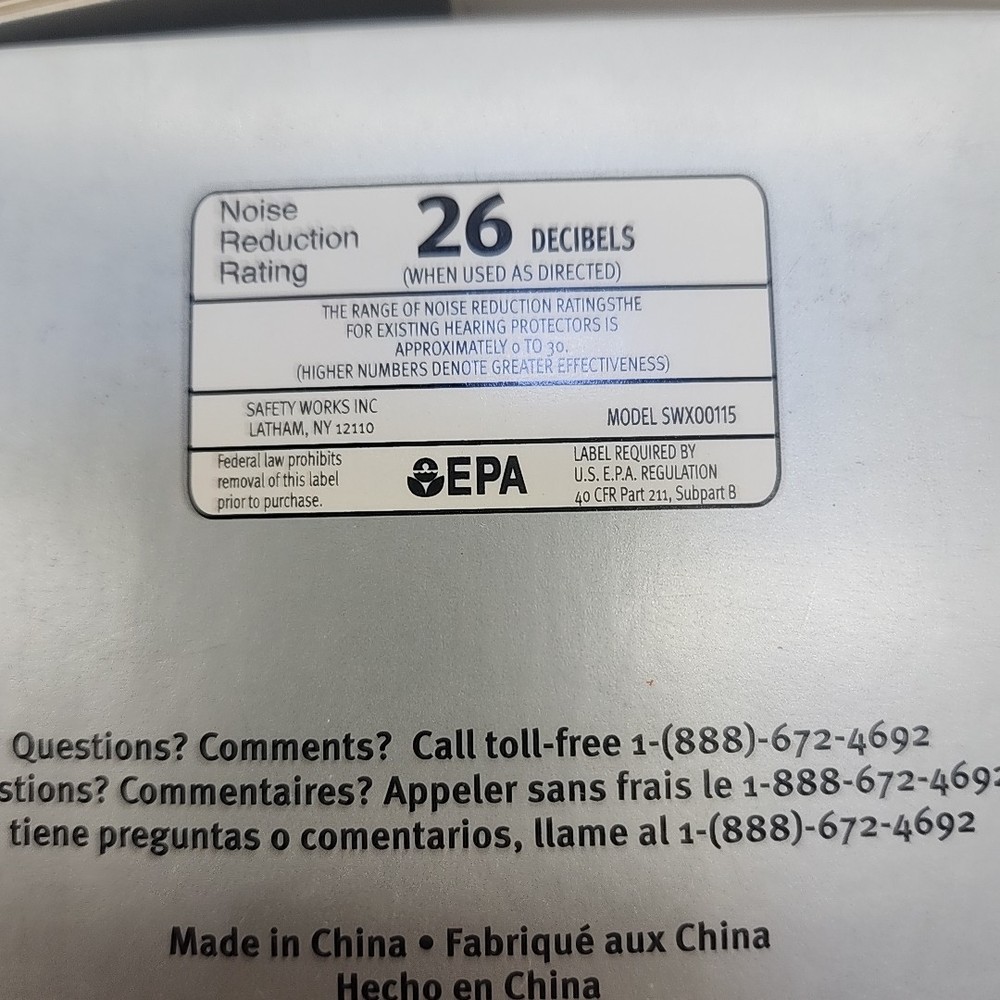 Noise
Reduction
Rating
26 DECIBELS
(WHEN USED AS DIRECTED)
THE RANGE OF NOISE REDUCTION RATINGSTHE
FOR EXISTING HEARING PROTECTORS IS
APPROXIMATELY 0 TO 30.
(HIGHER NUMBERS DENOTE GREATER EFFECTIVENESS)
SAFETY WORKS INC
LATHAM, NY 12110
MODEL SWX00115
Federal law prohibits
removal of this label
prior to purchase.
EPA
LABEL REQUIRED BY
U.S. E.P.A. REGULATION
40 CFR Part 211, Subpart B
Questions? Comments? Call toll-free 1-(888)-672-4692
stions? Commentaires? Appeler sans frais le 1-888-672-4692
tiene preguntas o comentarios, llame al 1-(888)-672-4692
Made in China • Fabriqué aux China
Hecho en China